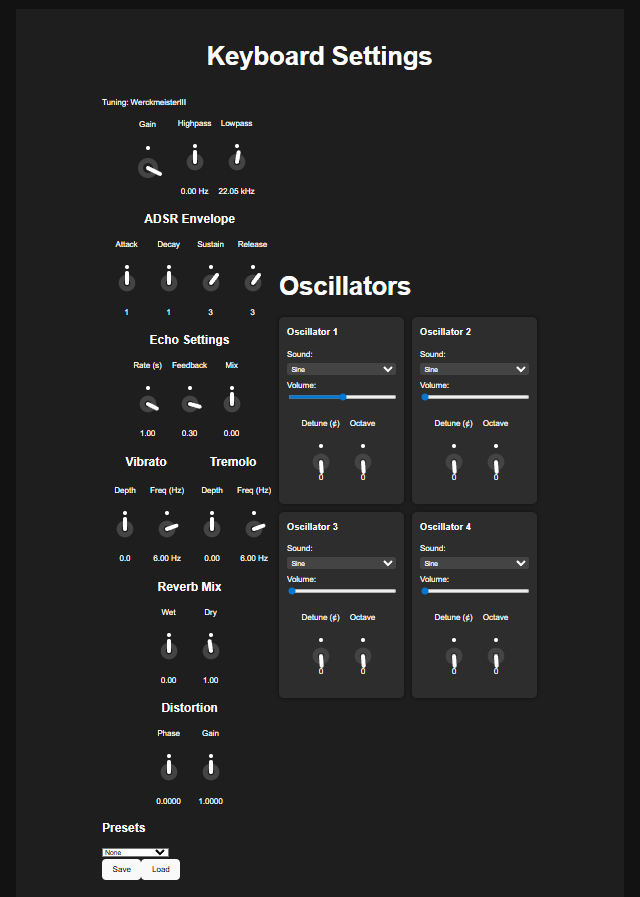 Keyboard Settings
Tuning: WerckmeisterIII
Gain Highpass Lowpass
0.00 Hz 22.05 kHz
ADSR Envelope
Attack Decay Sustain Release
1 1 3 3
Echo Settings
Rate (s) Feedback Mix
1.00 0.30 0.00
Vibrato Tremolo
Depth Freq (Hz) Depth Freq (Hz)
0.0 6.00 Hz 0.00 6.00 Hz
Reverb Mix
Wet Dry
0.00 1.00
Distortion
Phase Gain
0.0000 1.0000
Presets
None
Save Load
Oscillators
Oscillator 1
Sound:
Sine
Volume:
Detune (¢) Octave
0 0
Oscillator 2
Sound:
Sine
Volume:
Detune (¢) Octave
0 0
Oscillator 3
Sound:
Sine
Volume:
Detune (¢) Octave
0 0
Oscillator 4
Sound:
Sine
Volume:
Detune (¢) Octave
0 0